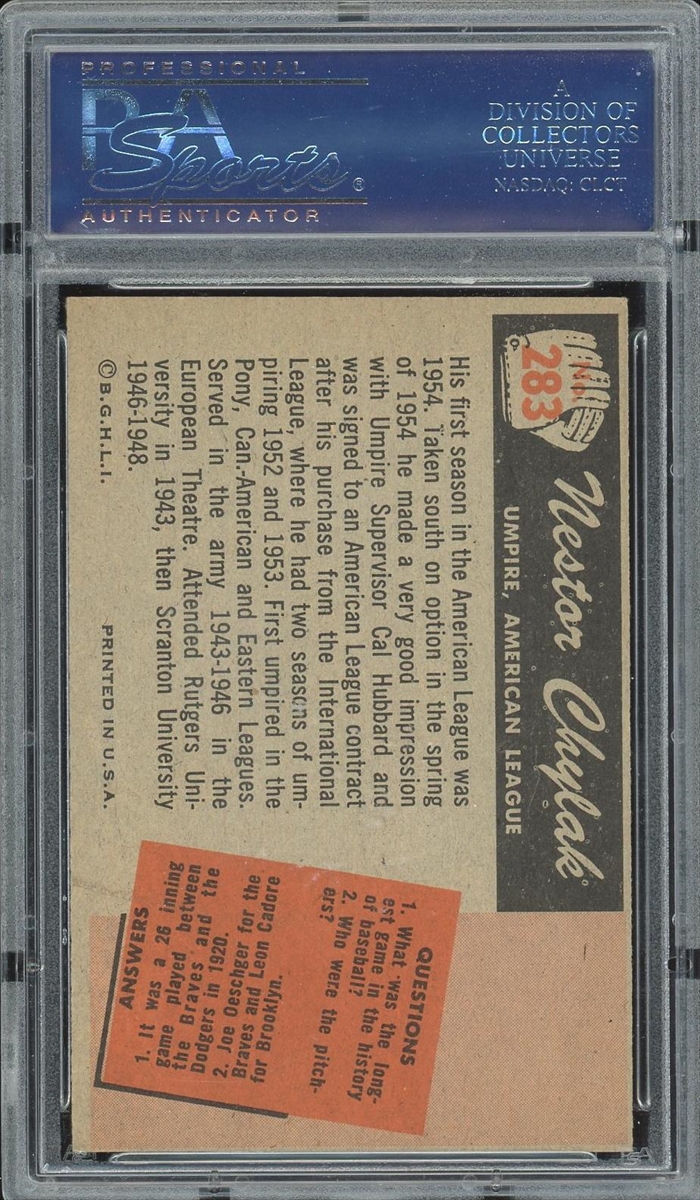 PROFESSIONAL
PSA
Sports®
AUTHENTICATOR
A
DIVISION OF
COLLECTORS
UNIVERSE
NASDAQ: CLCT
No.
283
Nestor Chylak
UMPIRE, AMERICAN LEAGUE
His first season in the American League was
1954. Taken south on option in the spring
of 1954 he made a very good impression
with Umpire Supervisor Cal Hubbard and
was signed to an American League contract
after his purchase from the International
League, where he had two seasons of um-
piring 1952 and 1953. First umpired in the
Pony, Can.-American and Eastern Leagues.
Served in the army 1943-1946 in the
European Theatre. Attended Rutgers Uni-
versity in 1943, then Scranton University
1946-1948.
©B.G.H.L.I. PRINTED IN U.S.A.
QUESTIONS
1. What was the long-
est game in the history
of baseball?
2. Who were the pitch-
ers?
ANSWERS
1. It was a 26 inning
game played between
the Braves and the
Dodgers in 1920.
2. Joe Oeschger for the
Braves and Leon Cadore
for Brooklyn.